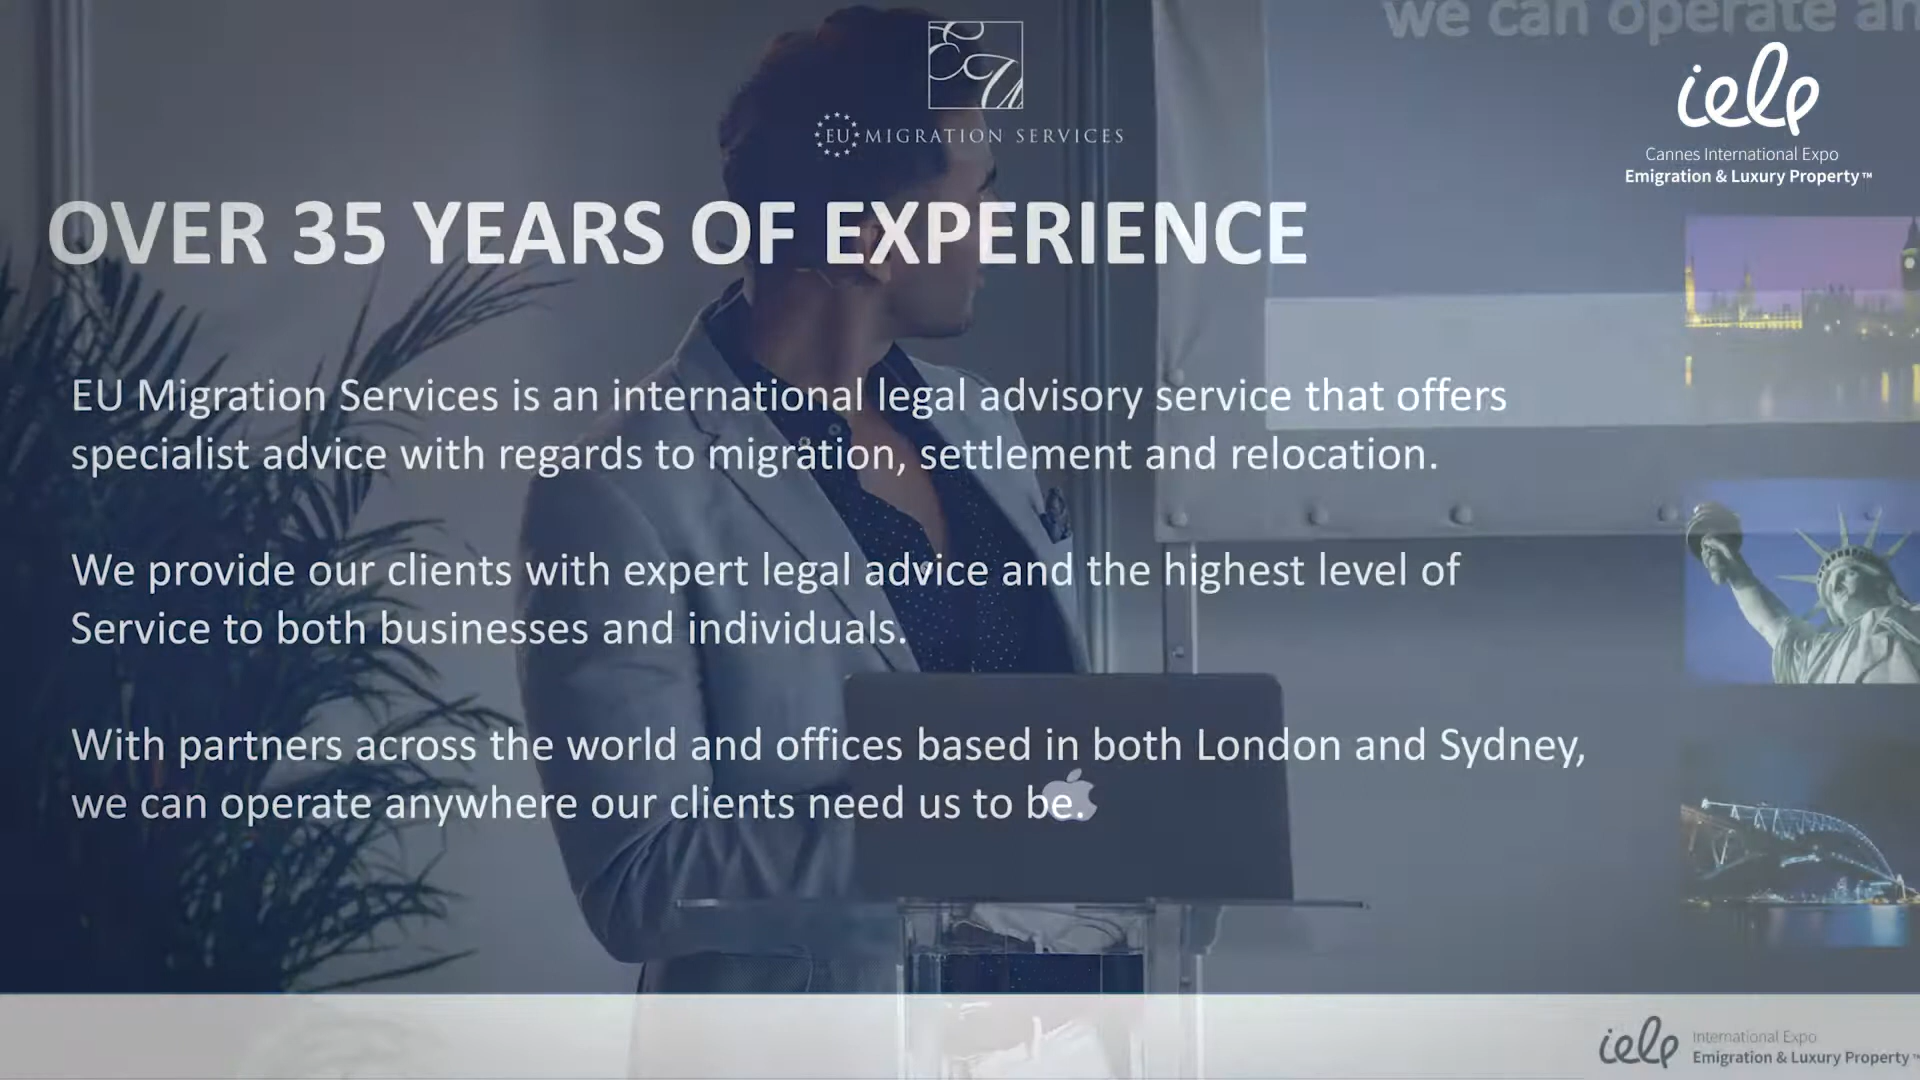 we can operate an
EU
EU MIGRATION SERVICES
ielp
Cannes International Expo
Emigration & Luxury Property™
OVER 35 YEARS OF EXPERIENCE
EU Migration Services is an international legal advisory service that offers
specialist advice with regards to migration, settlement and relocation.
We provide our clients with expert legal advice and the highest level of
Service to both businesses and individuals.
With partners across the world and offices based in both London and Sydney,
we can operate anywhere our clients need us to be.
ielp
International Expo
Emigration & Luxury Property™